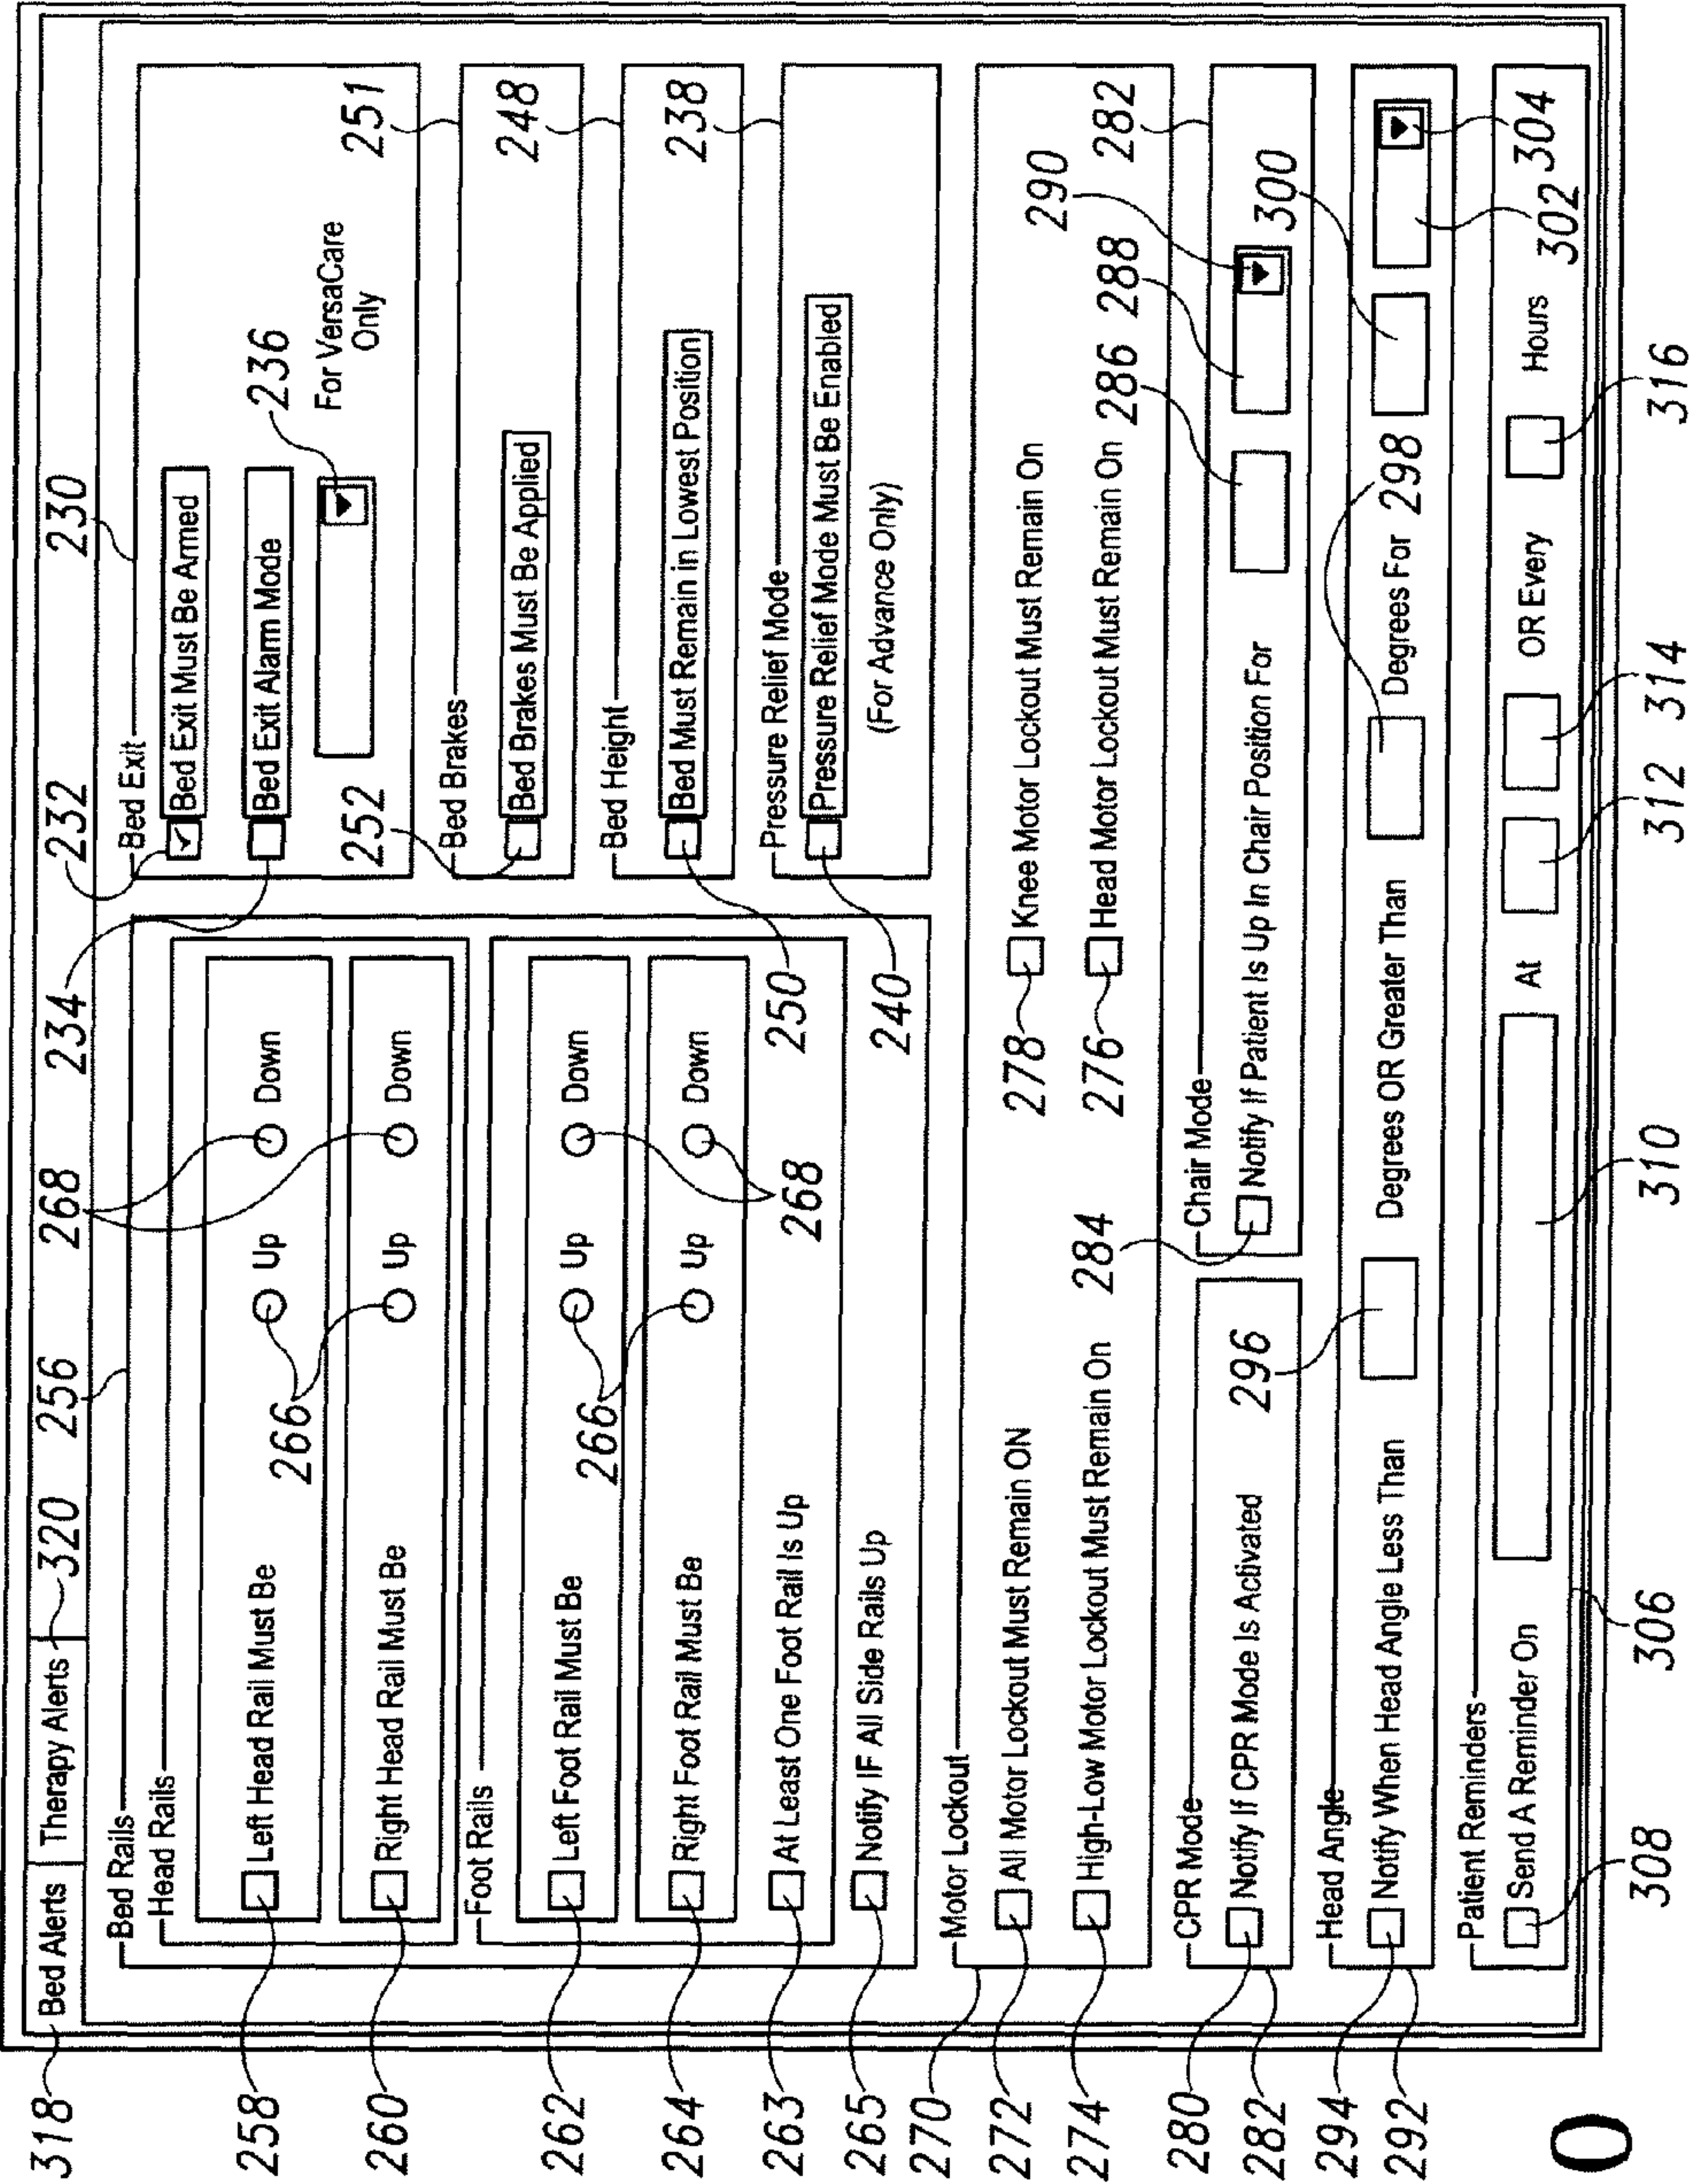 318 Bed Alerts Therapy Alerts 320 256 268 234 232 230
Bed Rails
Head Rails
258 Left Head Rail Must Be Up Down
266
260 Right Head Rail Must Be Up Down
Foot Rails
262 Left Foot Rail Must Be Up Down
266
264 Right Foot Rail Must Be Up Down
268
263 At Least One Foot Rail Is Up
250
265 Notify IF All Side Rails Up
240
Bed Exit
Bed Exit Must Be Armed
Bed Exit Alarm Mode
236
For VersaCare
Only
252
251
Bed Brakes
Bed Brakes Must Be Applied
248
Bed Height
Bed Must Remain in Lowest Position
238
Pressure Relief Mode
Pressure Relief Mode Must Be Enabled
(For Advance Only)
270
Motor Lockout
272 All Motor Lockout Must Remain ON
278 Knee Motor Lockout Must Remain On
290
274 High-Low Motor Lockout Must Remain On
284
276 Head Motor Lockout Must Remain On
286 288 282
CPR Mode
280 Notify If CPR Mode Is Activated
282
296
Chair Mode
Notify If Patient Is Up In Chair Position For
300
Head Angle
294 Notify When Head Angle Less Than Degrees OR Greater Than Degrees For 298
292
Patient Reminders
Send A Reminder On At OR Every Hours
302 304
308 306 310 312 314 316
0